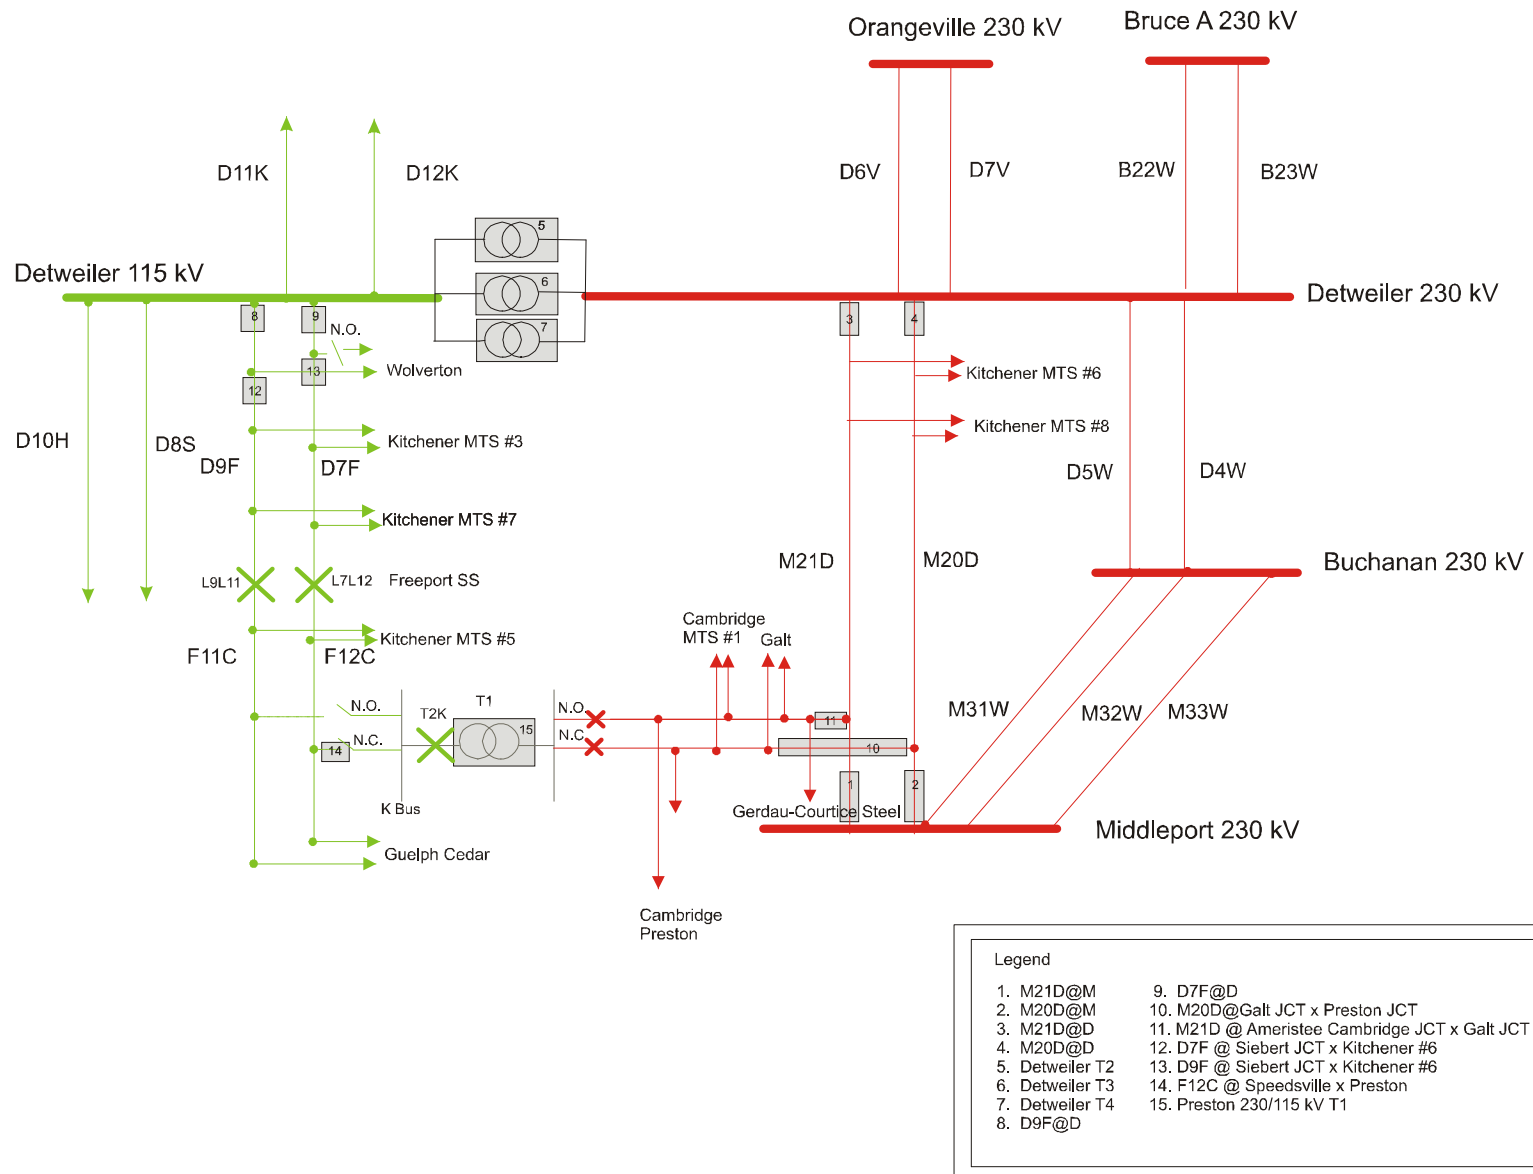 Orangeville 230 kV
Bruce A 230 kV
D11K
D12K
D6V
D7V
B22W
B23W
5
6
7
Detweiler 115 kV
Detweiler 230 kV
8
9
3
4
N.O.
13
Wolverton
12
Kitchener MTS #6
D10H
D8S
D9F
D7F
Kitchener MTS #3
Kitchener MTS #8
D5W
D4W
Kitchener MTS #7
M21D
M20D
L9L11
L7L12
Freeport SS
Buchanan 230 kV
Kitchener MTS #5
F11C
F12C
Cambridge
MTS #1
Galt
N.O.
N.C.
14
T2K
T1
15
N.O.
N.C
11
10
M31W
M32W
M33W
K Bus
1
2
Gerdau-Courtice Steel
Middleport 230 kV
Guelph Cedar
Cambridge
Preston
Legend
1. M21D@M
2. M20D@M
3. M21D@D
4. M20D@D
5. Detweiler T2
6. Detweiler T3
7. Detweiler T4
8. D9F@D
9. D7F@D
10. M20D@Galt JCT x Preston JCT
11. M21D @ Ameristee Cambridge JCT x Galt JCT
12. D7F @ Siebert JCT x Kitchener #6
13. D9F @ Siebert JCT x Kitchener #6
14. F12C @ Speedsville x Preston
15. Preston 230/115 kV T1